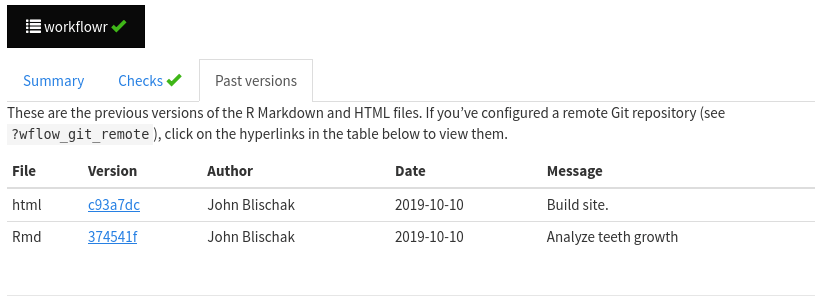 workflowr
Summary Checks Past versions
These are the previous versions of the R Markdown and HTML files. If you’ve configured a remote Git repository (see
?wflow_git_remote ), click on the hyperlinks in the table below to view them.
File Version Author Date Message
html c93a7dc John Blischak 2019-10-10 Build site.
Rmd 374541f John Blischak 2019-10-10 Analyze teeth growth